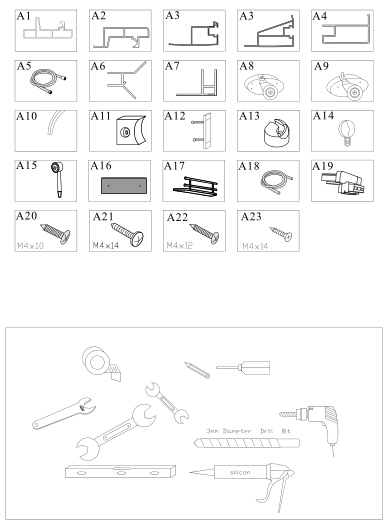 A1 A2 A3 A3 A4
A5 A6 A7 A8 A9
A10 A11 A12 A13 A14
A15 A16 A17 A18 A19
A20 A21 A22 A23
M4×10 M4×14 M4×12 M4×14
3mm Diameter Drill Bit
silicon